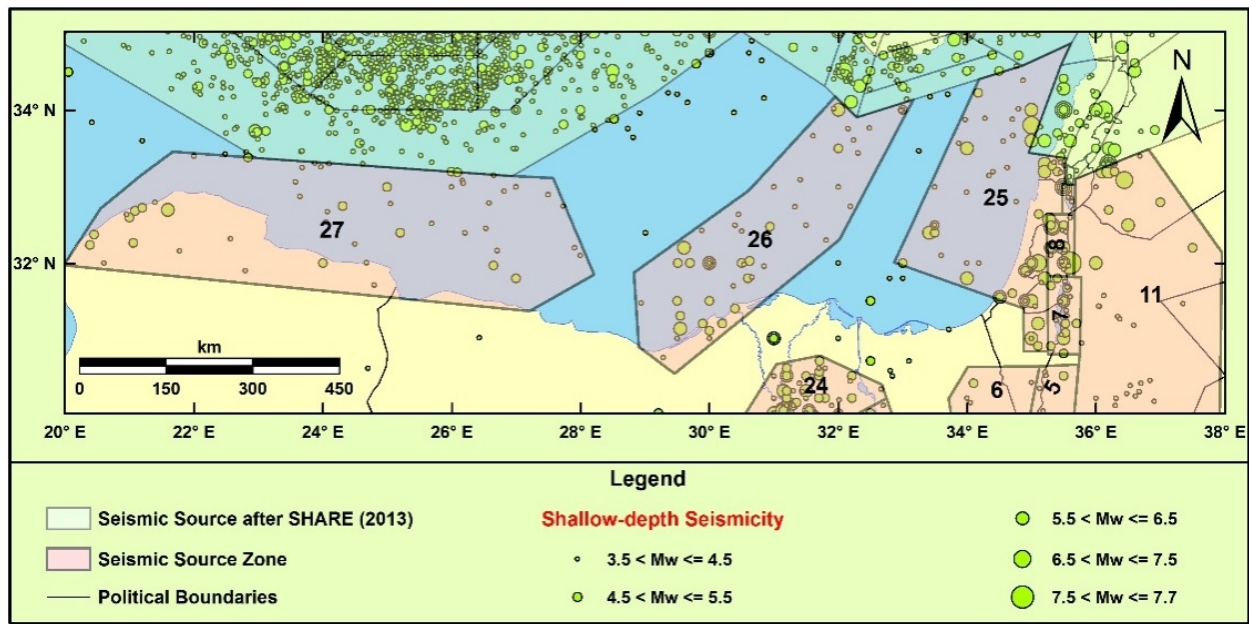 N
34° N
34° N
25
27
26
8
32° N
32° N
11
7
km
24
6
5
0 150 300 450
20° E 22° E 24° E 26° E 28° E 30° E 32° E 34° E 36° E 38° E
Legend
Seismic Source after SHARE (2013)
Shallow-depth Seismicity
5.5 < Mw <= 6.5
Seismic Source Zone
3.5 < Mw <= 4.5
6.5 < Mw <= 7.5
Political Boundaries
4.5 < Mw <= 5.5
7.5 < Mw <= 7.7